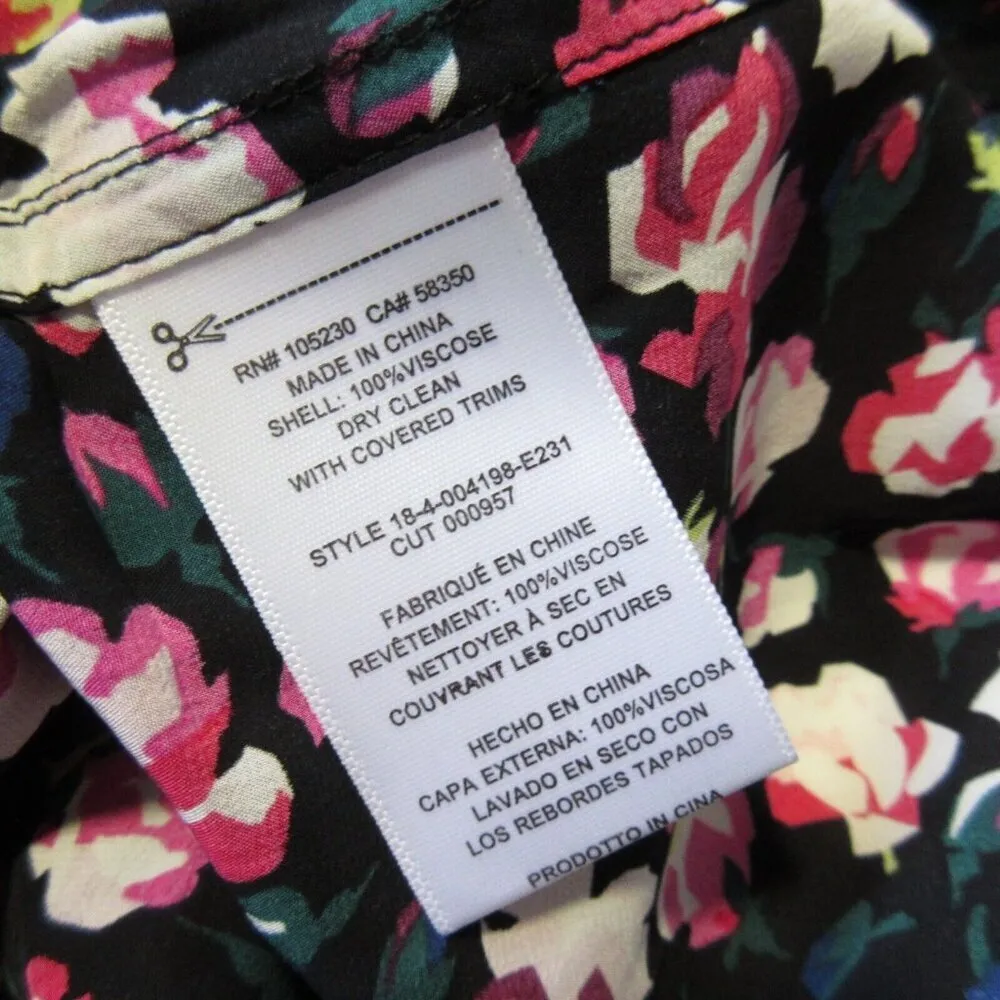 RN# 105230 CA# 58350
MADE IN CHINA
SHELL: 100%VISCOSE
DRY CLEAN
WITH COVERED TRIMS
STYLE 18-4-004198-E231
CUT 000957
FABRIQUÉ EN CHINE
REVÊTEMENT: 100%VISCOSE
NETTOYER À SEC EN
COUVRANT LES COUTURES
HECHO EN CHINA
CAPA EXTERNA: 100%VISCOSA
LAVADO EN SECO CON
LOS REBORDES TAPADOS
PRODOTTO IN CINA